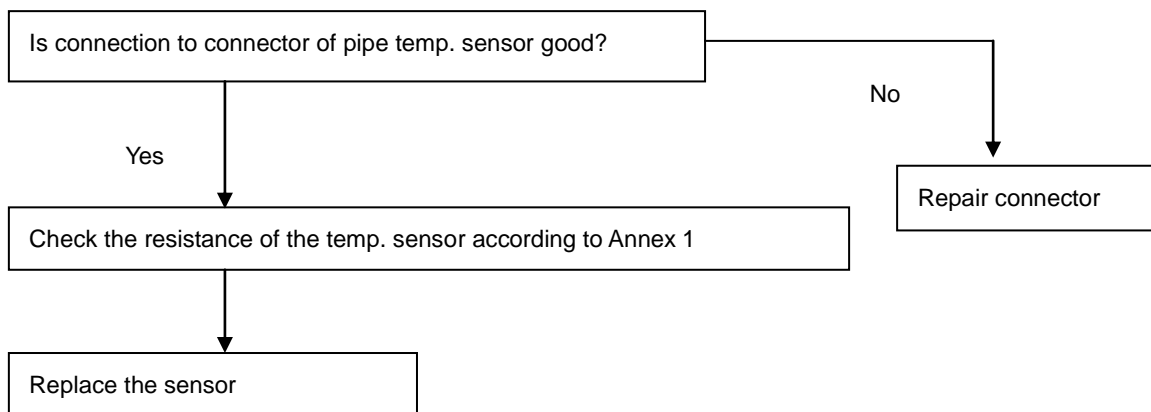 Is connection to connector of pipe temp. sensor good?
No
Yes
Repair connector
Check the resistance of the temp. sensor according to Annex 1
Replace the sensor